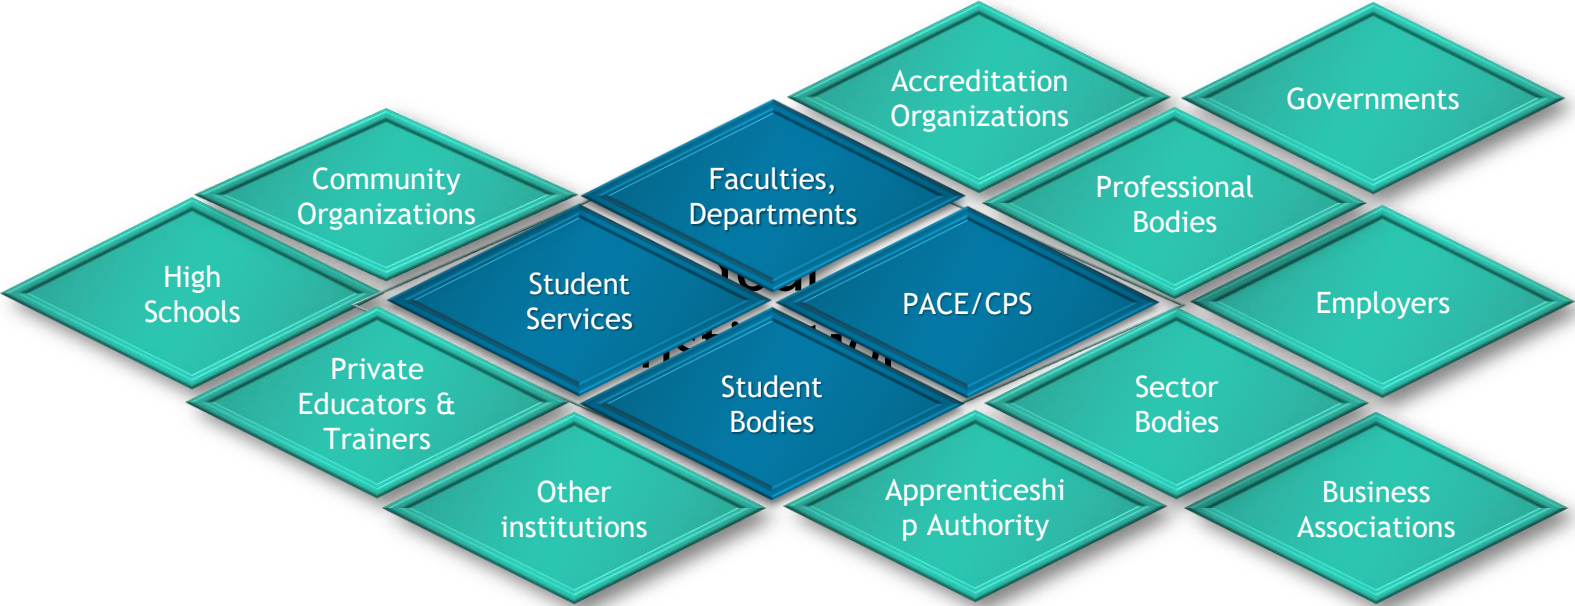 Accreditation
Organizations
Governments
Community
Organizations
Faculties,
Departments
Professional
Bodies
High
Schools
Student
Services
PACE/CPS
Employers
Private
Educators &
Trainers
Student
Bodies
Sector
Bodies
Other
institutions
Apprenticeshi
p Authority
Business
Associations